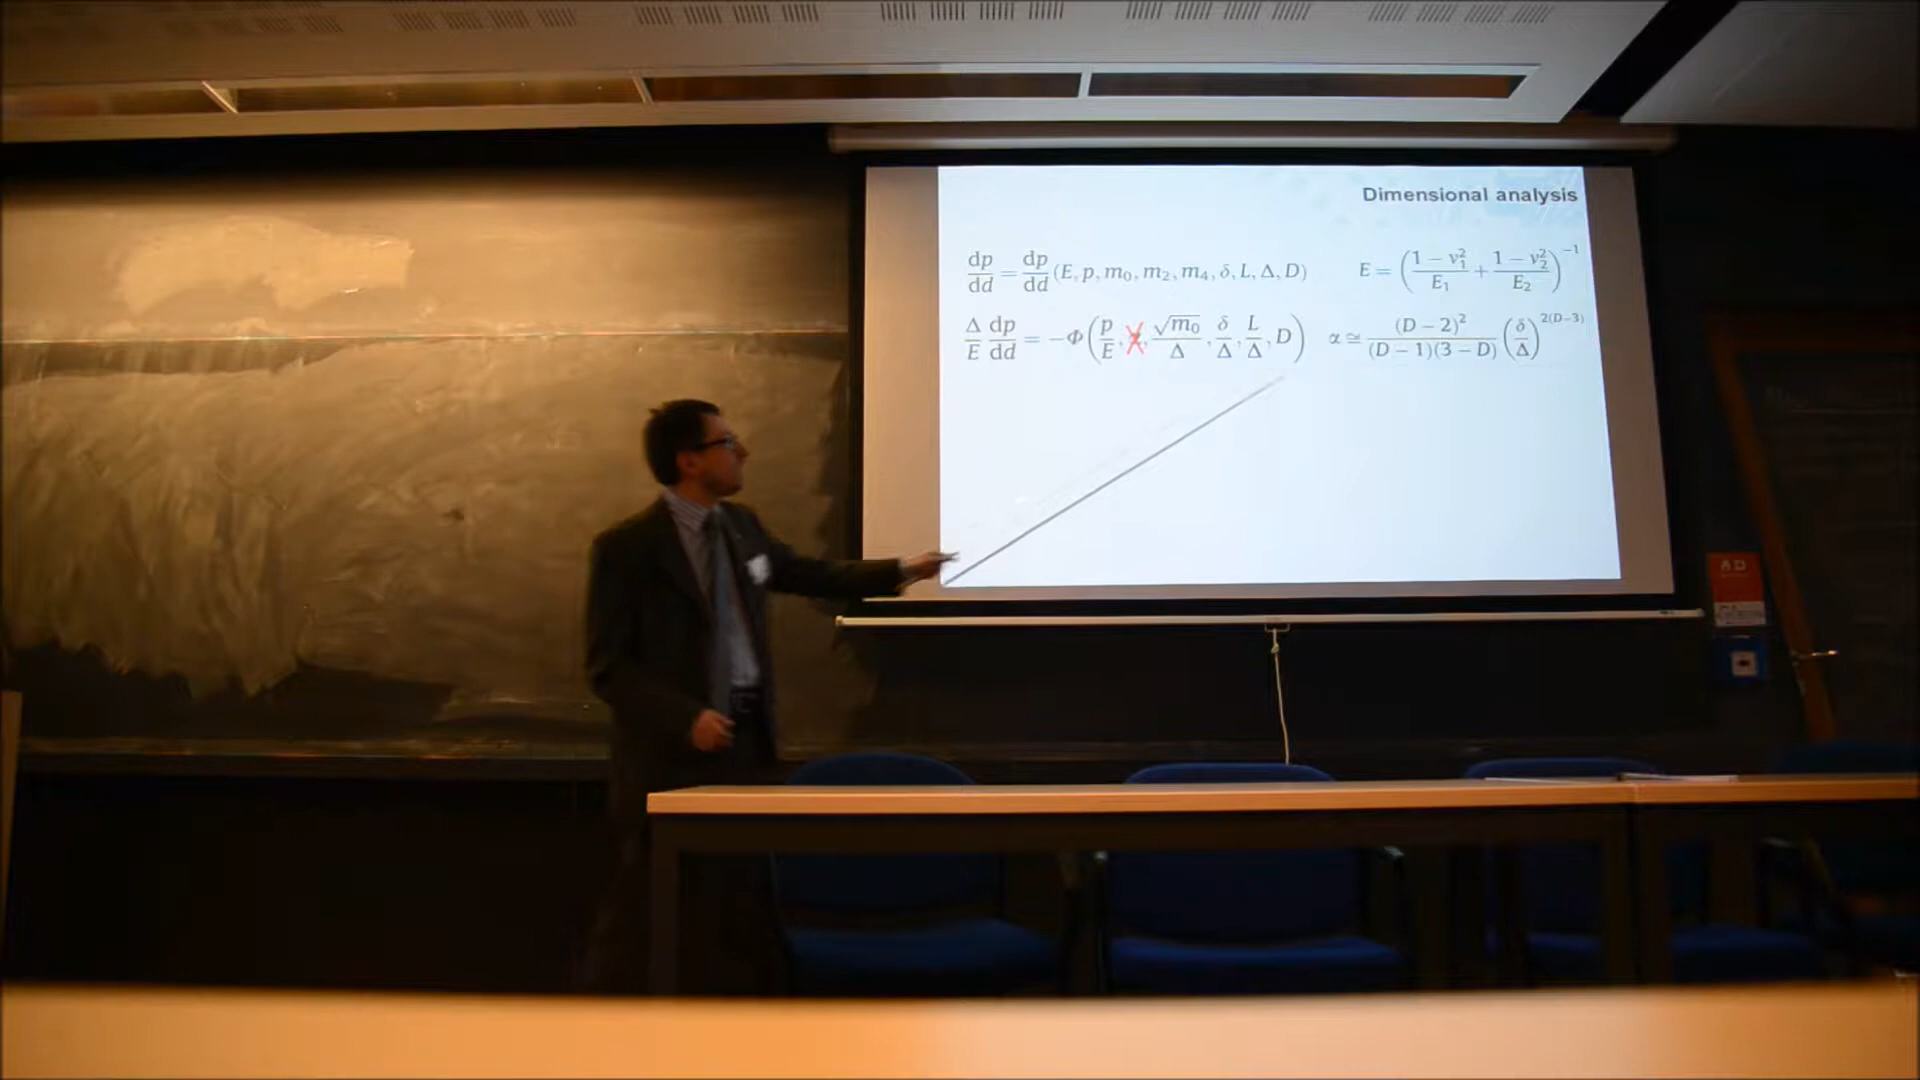 Dimensional analysis
dp/dd = dp/dd (E, p, m₀, m₂, m₄, δ, L, Δ, D)
E = ((1 − ν₁²)/E₁ + (1 − ν₂²)/E₂)⁻¹
Δ/E dp/dd = −Φ(p/E, α, √m₀/Δ, δ/Δ, L/Δ, D)
α ≅ (D − 2)²/((D − 1)(3 − D)) (δ/Δ)²⁽ᴰ⁻³⁾